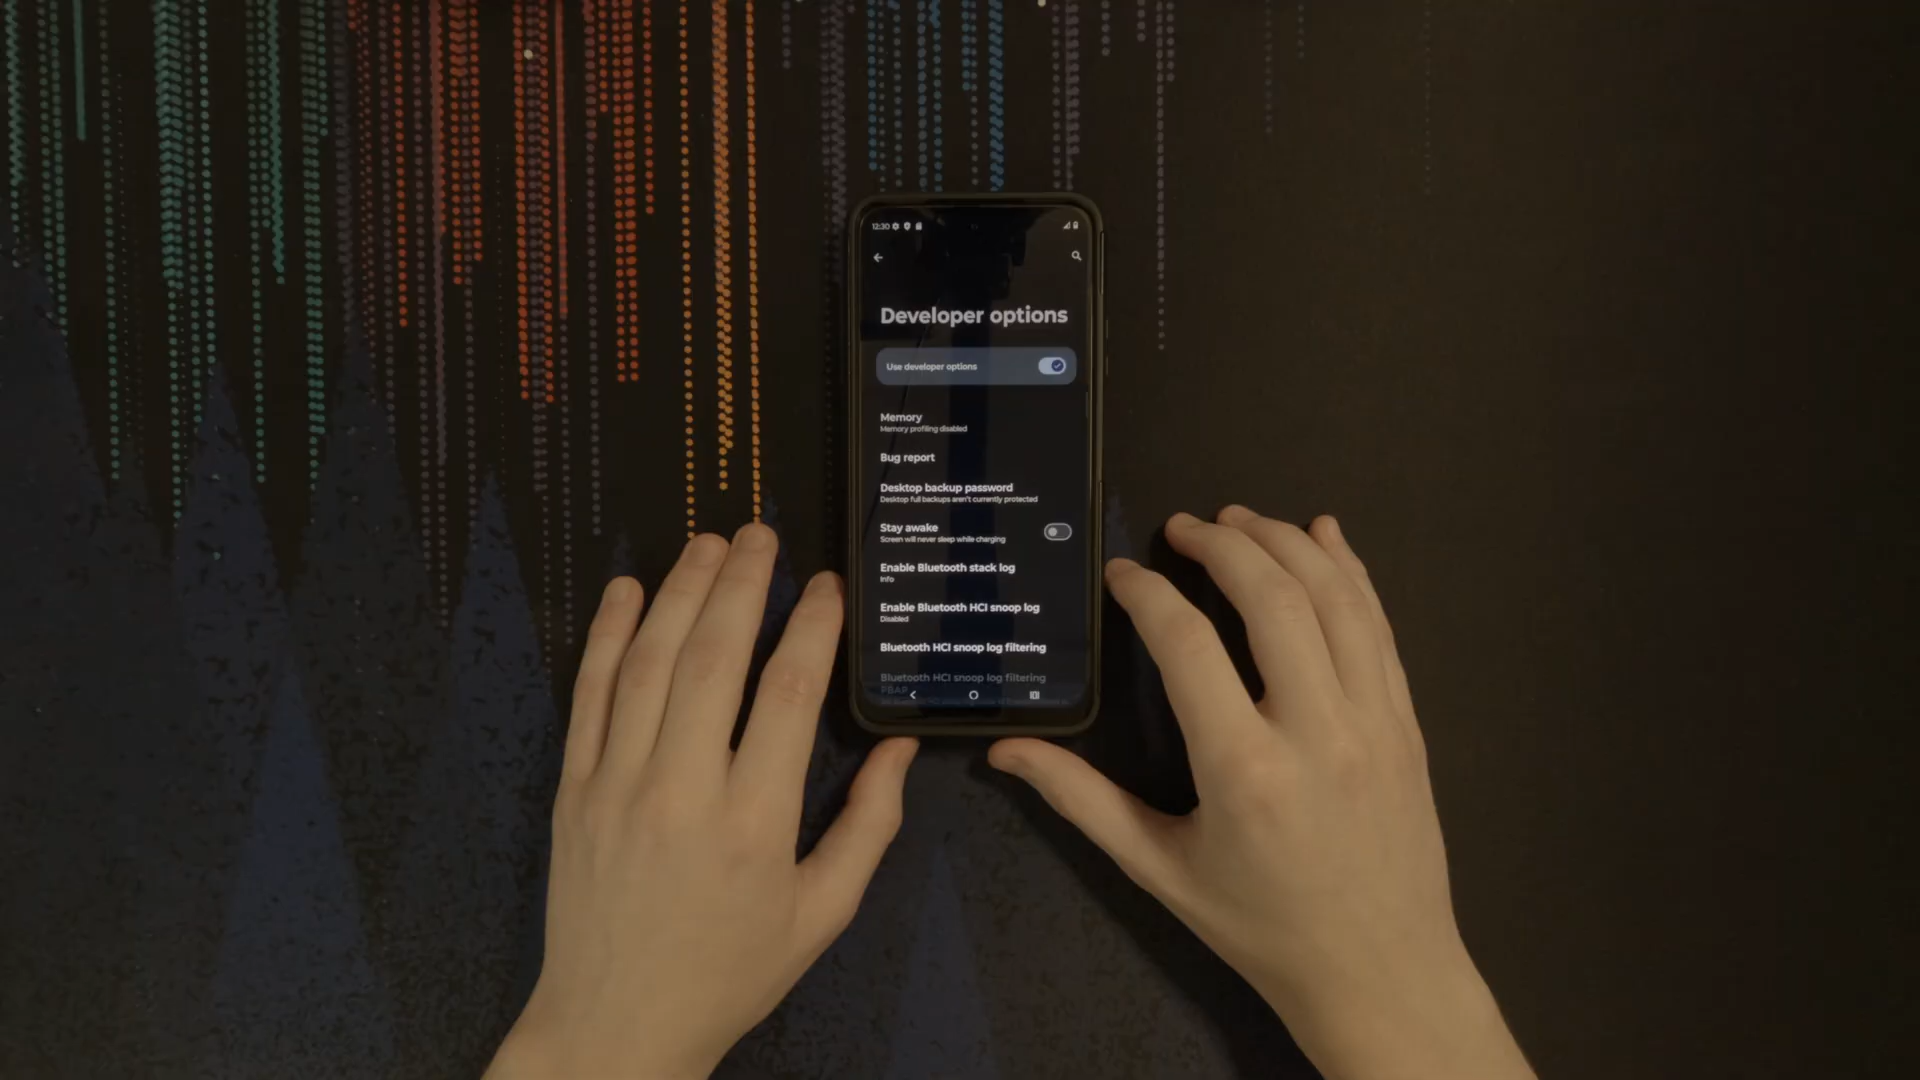 12:30
Developer options
Use developer options
Memory
Memory profiling disabled
Bug report
Desktop backup password
Desktop full backups aren't currently protected
Stay awake
Screen will never sleep while charging
Enable Bluetooth stack log
Info
Enable Bluetooth HCI snoop log
Disabled
Bluetooth HCI snoop log filtering
Bluetooth HCI snoop log filtering
PBAP